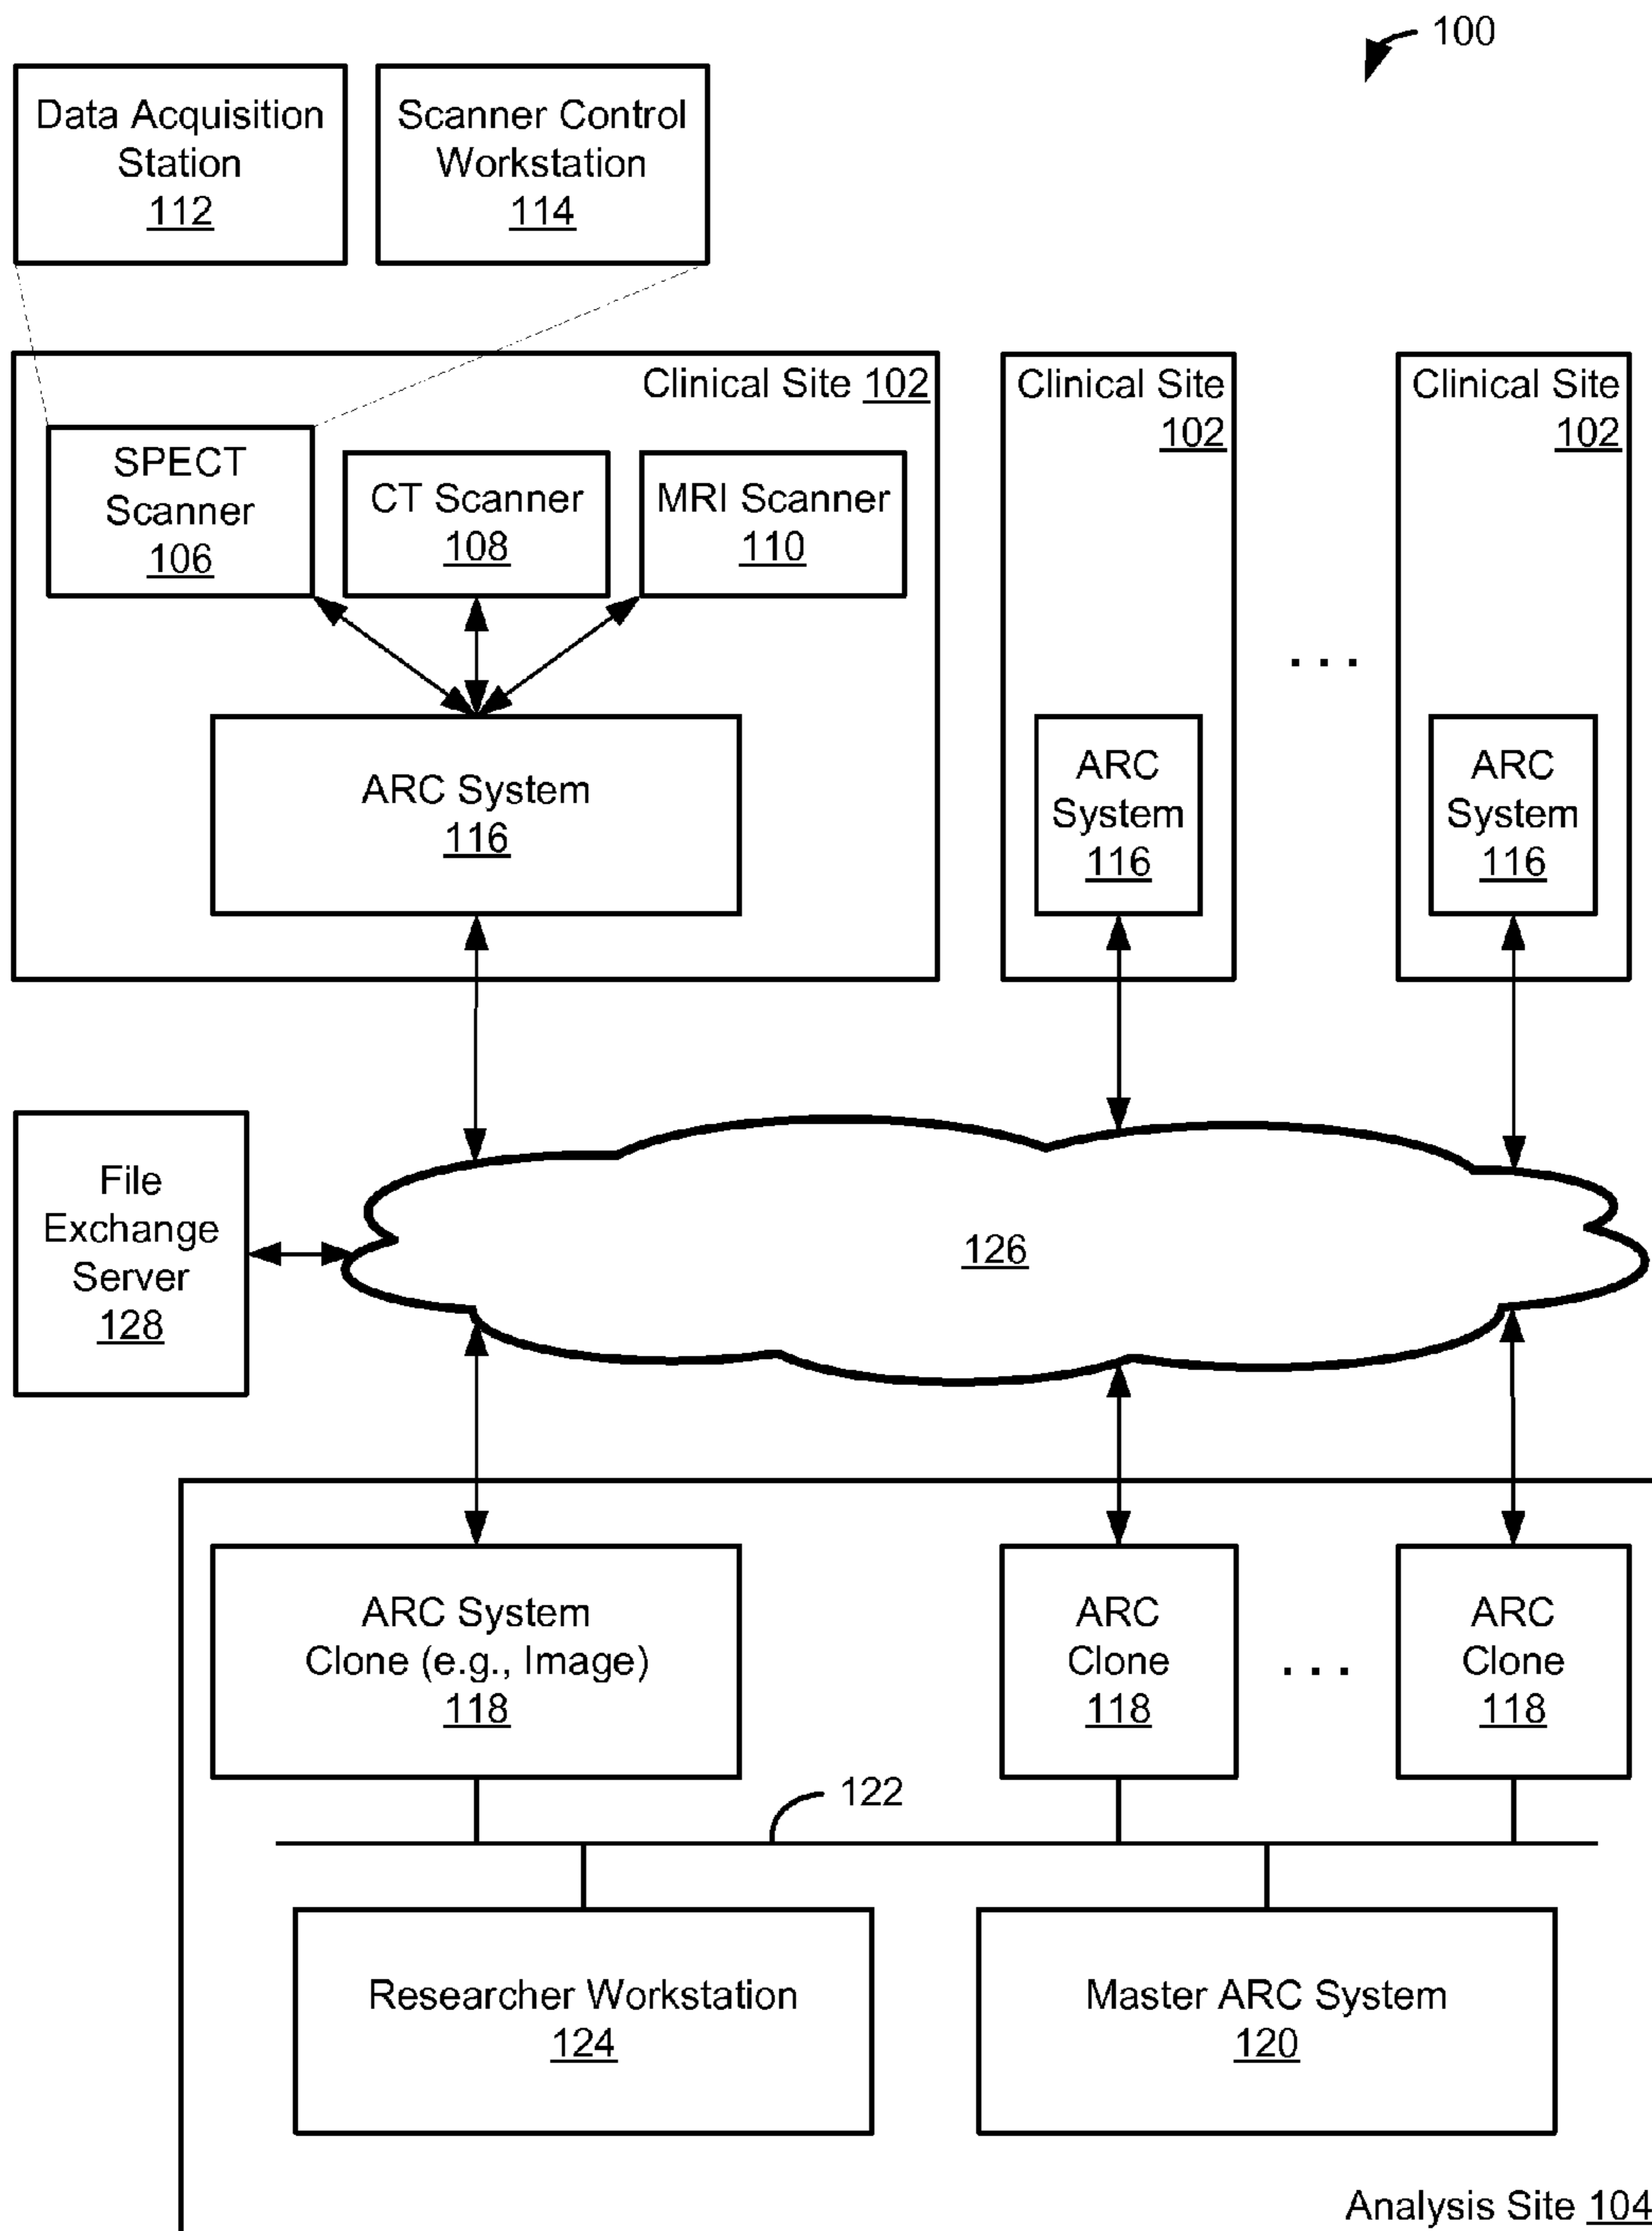 100
Data Acquisition
Station
112
Scanner Control
Workstation
114
Clinical Site 102
SPECT
Scanner
106
CT Scanner
108
MRI Scanner
110
ARC System
116
Clinical Site
102
ARC
System
116
. . .
Clinical Site
102
ARC
System
116
File
Exchange
Server
128
126
ARC System
Clone (e.g., Image)
118
ARC
Clone
118
. . .
ARC
Clone
118
122
Researcher Workstation
124
Master ARC System
120
Analysis Site 104